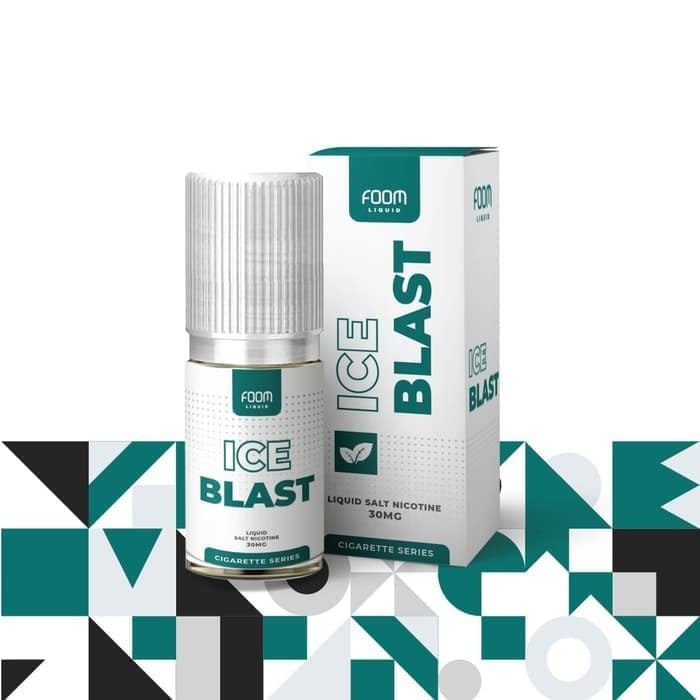 FOOM
LIQUID
ICE
BLAST
LIQUID
SALT NICOTINE
30MG
CIGARETTE SERIES
FOOM
LIQUID
ICE
BLAST
LIQUID SALT NICOTINE
30MG
CIGARETTE SERIES
FOOM
LIQUID
ICE
BLAST